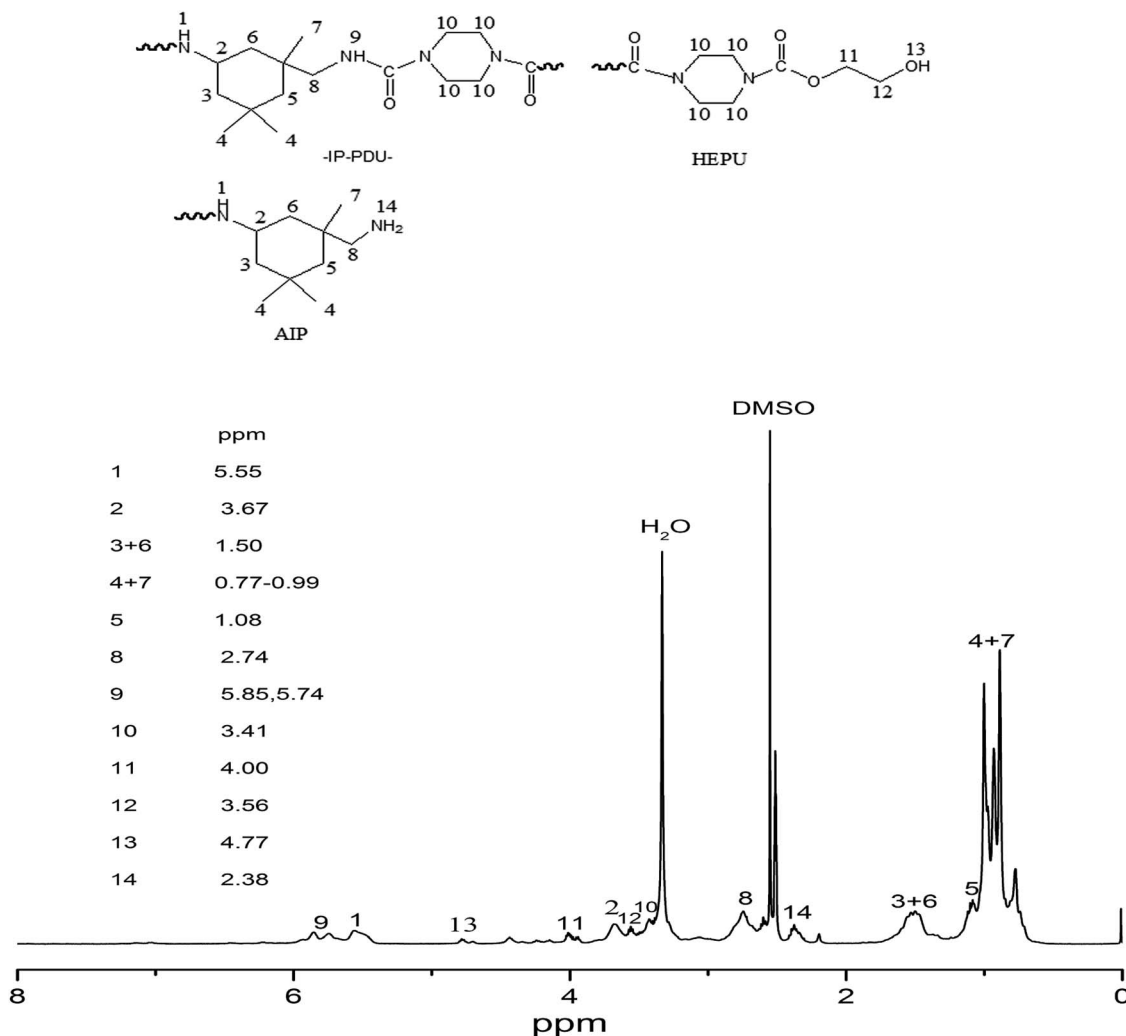 1 H N 2 3 4 4 5 6 7 8 9 NH C O N 10 10 10 10 N C O
-IP-PDU-
O C N 10 10 10 10 N O C O 11 12 13 OH
HEPU
1 H N 2 3 4 4 5 6 7 8 14 NH2
AIP
ppm
1 5.55
2 3.67
3+6 1.50
4+7 0.77-0.99
5 1.08
8 2.74
9 5.85,5.74
10 3.41
11 4.00
12 3.56
13 4.77
14 2.38
DMSO
H2O
4+7
9 1 13 11 2 12 10 8 14 3+6 5
8 6 4 2 0
ppm